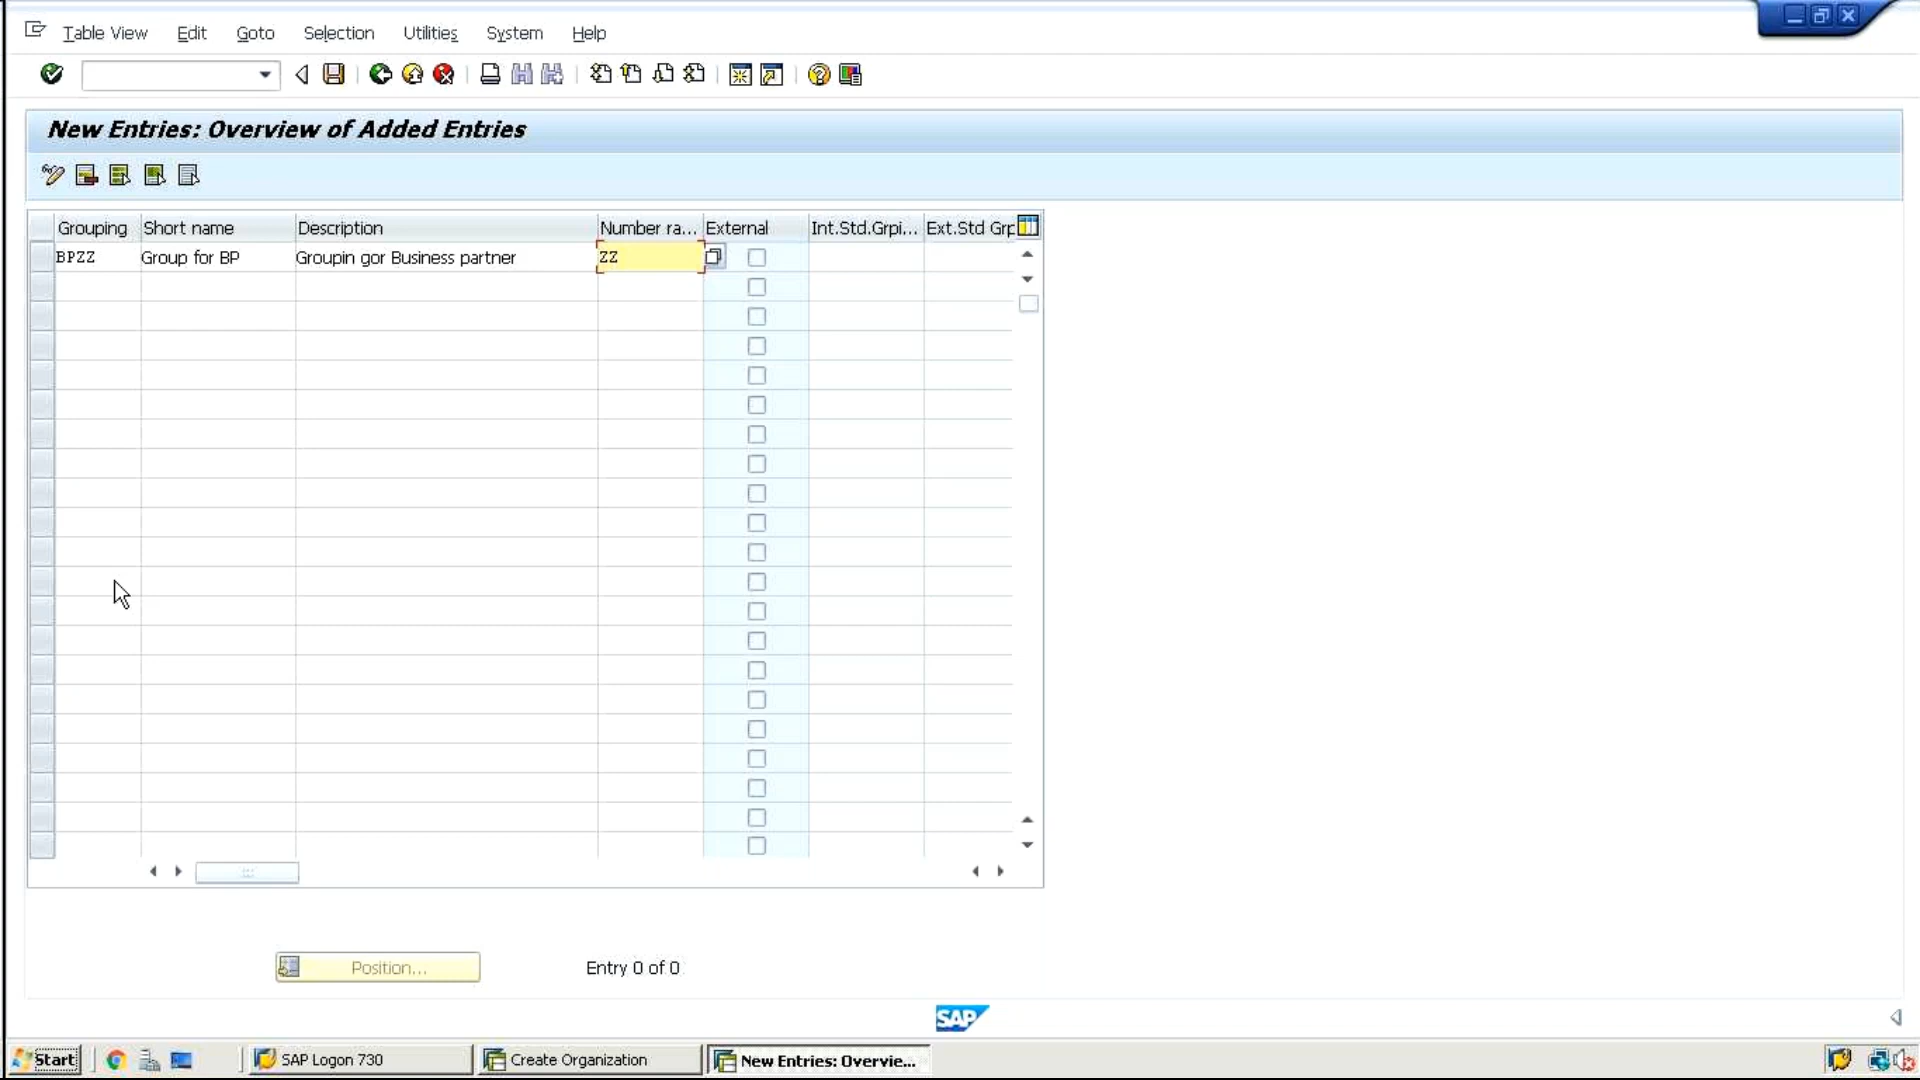 Table View Edit Goto Selection Utilities System Help
New Entries: Overview of Added Entries
Grouping Short name Description Number ra... External Int.Std.Grpi... Ext.Std Grp
BPZZ Group for BP Groupin gor Business partner ZZ
Position... Entry 0 of 0
SAP
Start SAP Logon 730 Create Organization New Entries: Overvie...